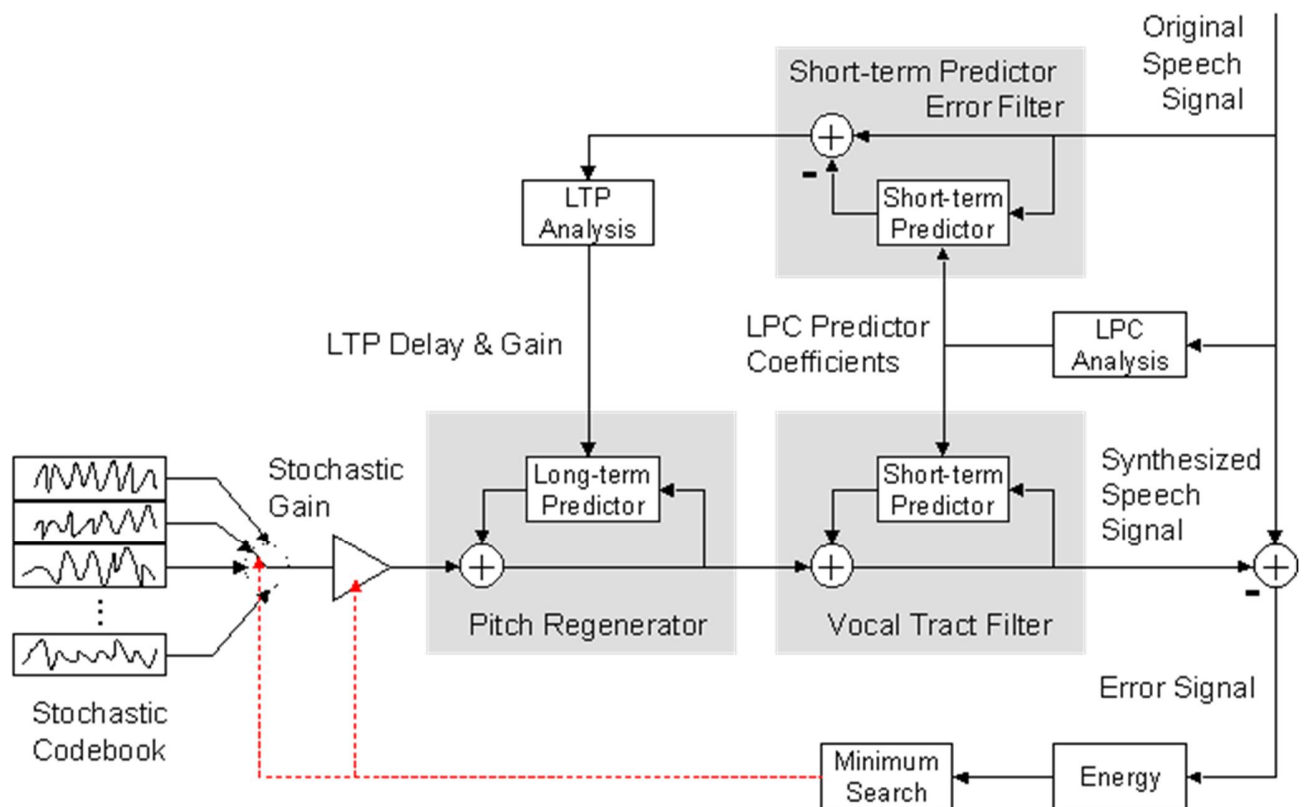 Original
Speech
Signal
Short-term Predictor
Error Filter
+
-
LTP
Analysis
Short-term
Predictor
LTP Delay & Gain
LPC Predictor
Coefficients
LPC
Analysis
Stochastic
Gain
Long-term
Predictor
Short-term
Predictor
Synthesized
Speech
Signal
+
+
+
-
Pitch Regenerator
Vocal Tract Filter
Error Signal
Stochastic
Codebook
Minimum
Search
Energy